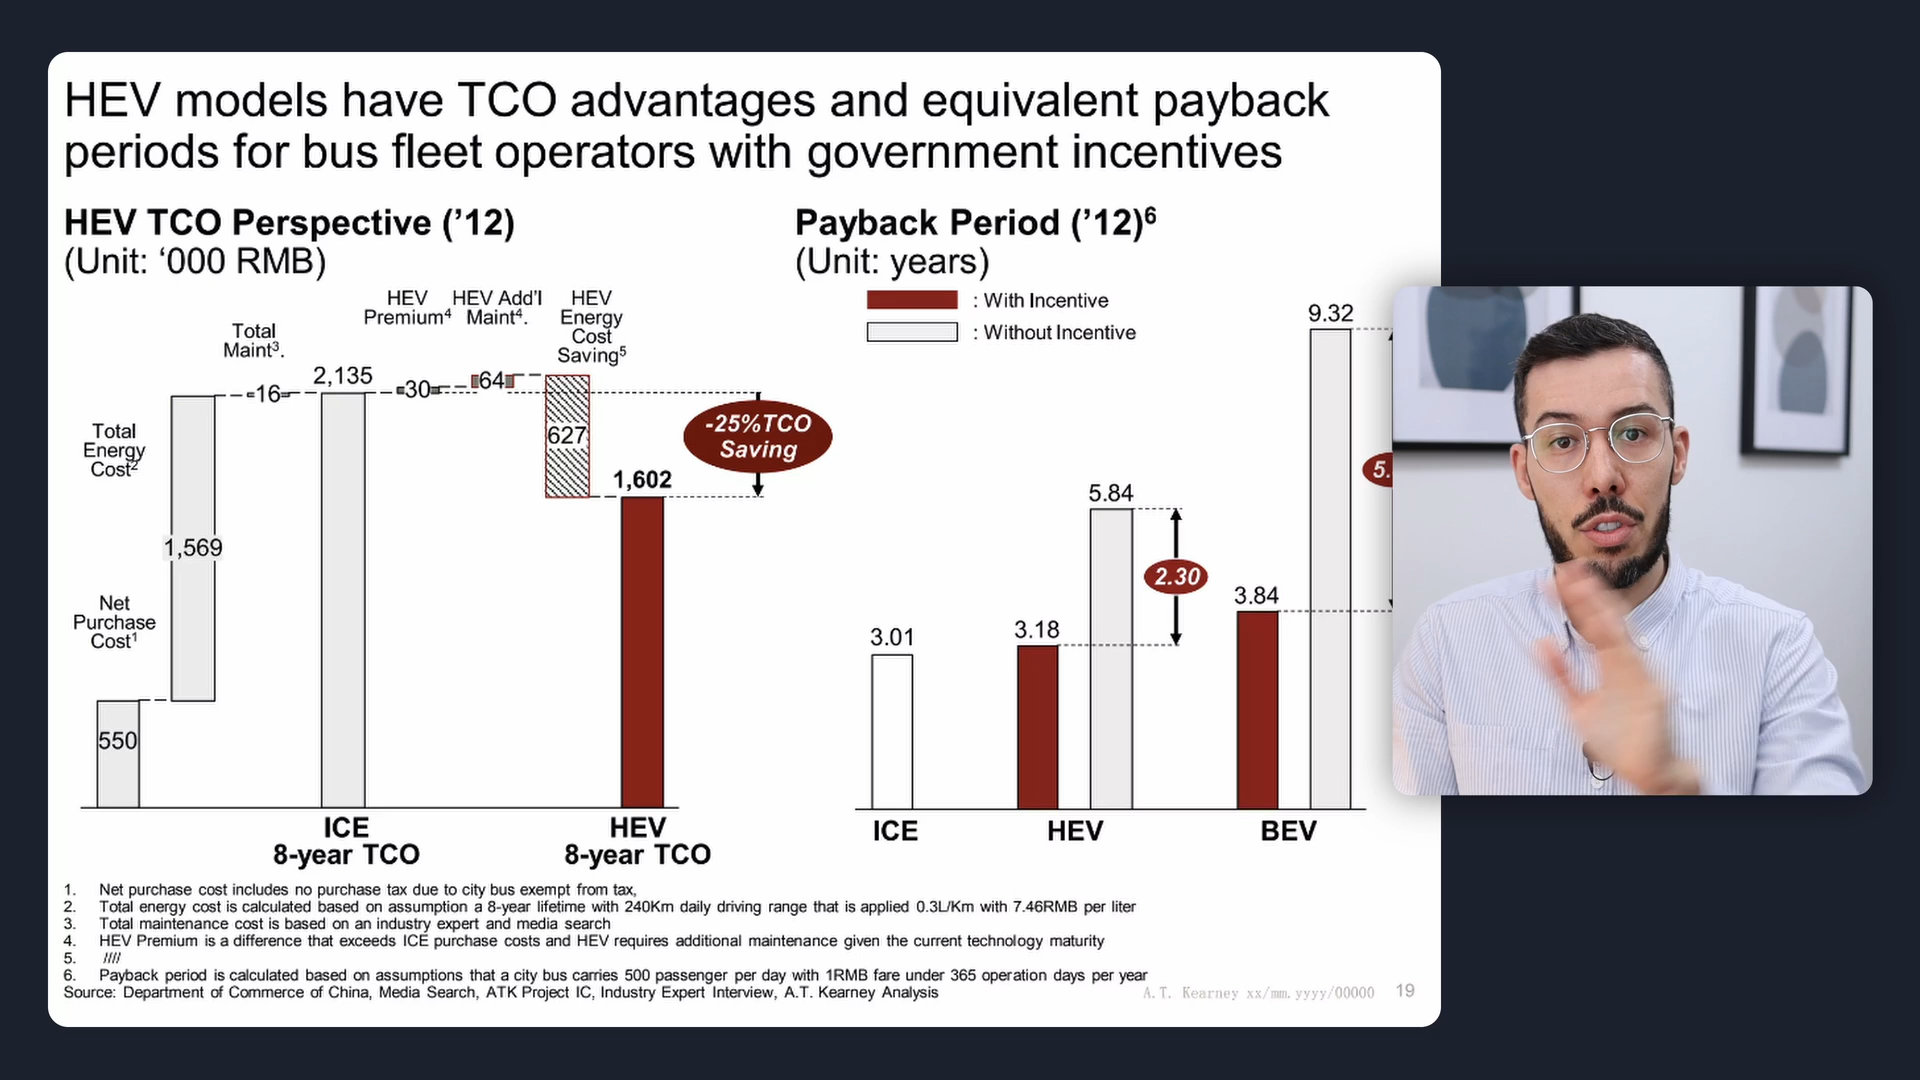 HEV models have TCO advantages and equivalent payback
periods for bus fleet operators with government incentives
HEV TCO Perspective (’12)
(Unit: ‘000 RMB)
HEV
Premium⁴
HEV Add’l
Maint⁴.
HEV
Energy
Cost
Saving⁵
Total
Maint³.
2,135
16
30
64
Total
Energy
Cost²
627
-25%TCO
Saving
1,602
1,569
Net
Purchase
Cost¹
550
ICE
8-year TCO
HEV
8-year TCO
Payback Period (’12)⁶
(Unit: years)
: With Incentive
: Without Incentive
9.32
5.
5.84
2.30
3.84
3.01
3.18
ICE
HEV
BEV
1. Net purchase cost includes no purchase tax due to city bus exempt from tax,
2. Total energy cost is calculated based on assumption a 8-year lifetime with 240Km daily driving range that is applied 0.3L/Km with 7.46RMB per liter
3. Total maintenance cost is based on an industry expert and media search
4. HEV Premium is a difference that exceeds ICE purchase costs and HEV requires additional maintenance given the current technology maturity
5. ////
6. Payback period is calculated based on assumptions that a city bus carries 500 passenger per day with 1RMB fare under 365 operation days per year
Source: Department of Commerce of China, Media Search, ATK Project IC, Industry Expert Interview, A.T. Kearney Analysis
A.T. Kearney xx/mm.yyyy/00000 19